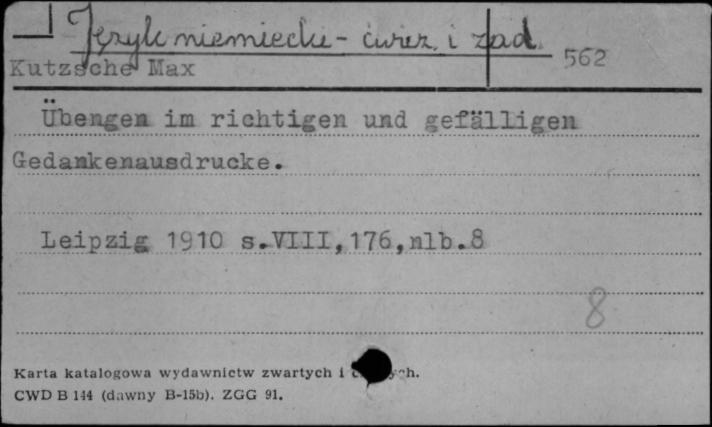 Język niemiecki - ćwicz. i zad.
562
Kutzsche Max
Übengen im richtigen und gefälligen
Gedankenausdrucke.
Leipzig 1910 s.VIII,176,nlb.8
8
Karta katalogowa wydawnictw zwartych i
CWD B 144 (dawny B-15b). ZGG 91.